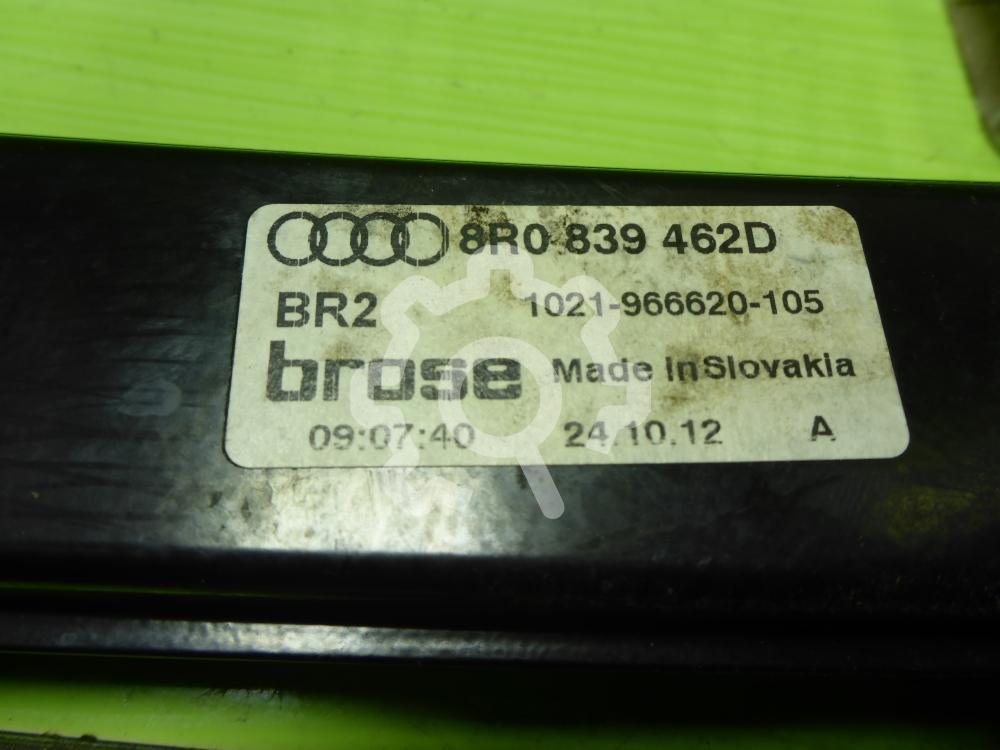 8R0 839 462D
BR2 1021-966620-105
brose Made in Slovakia
09:07:40 24.10.12 A